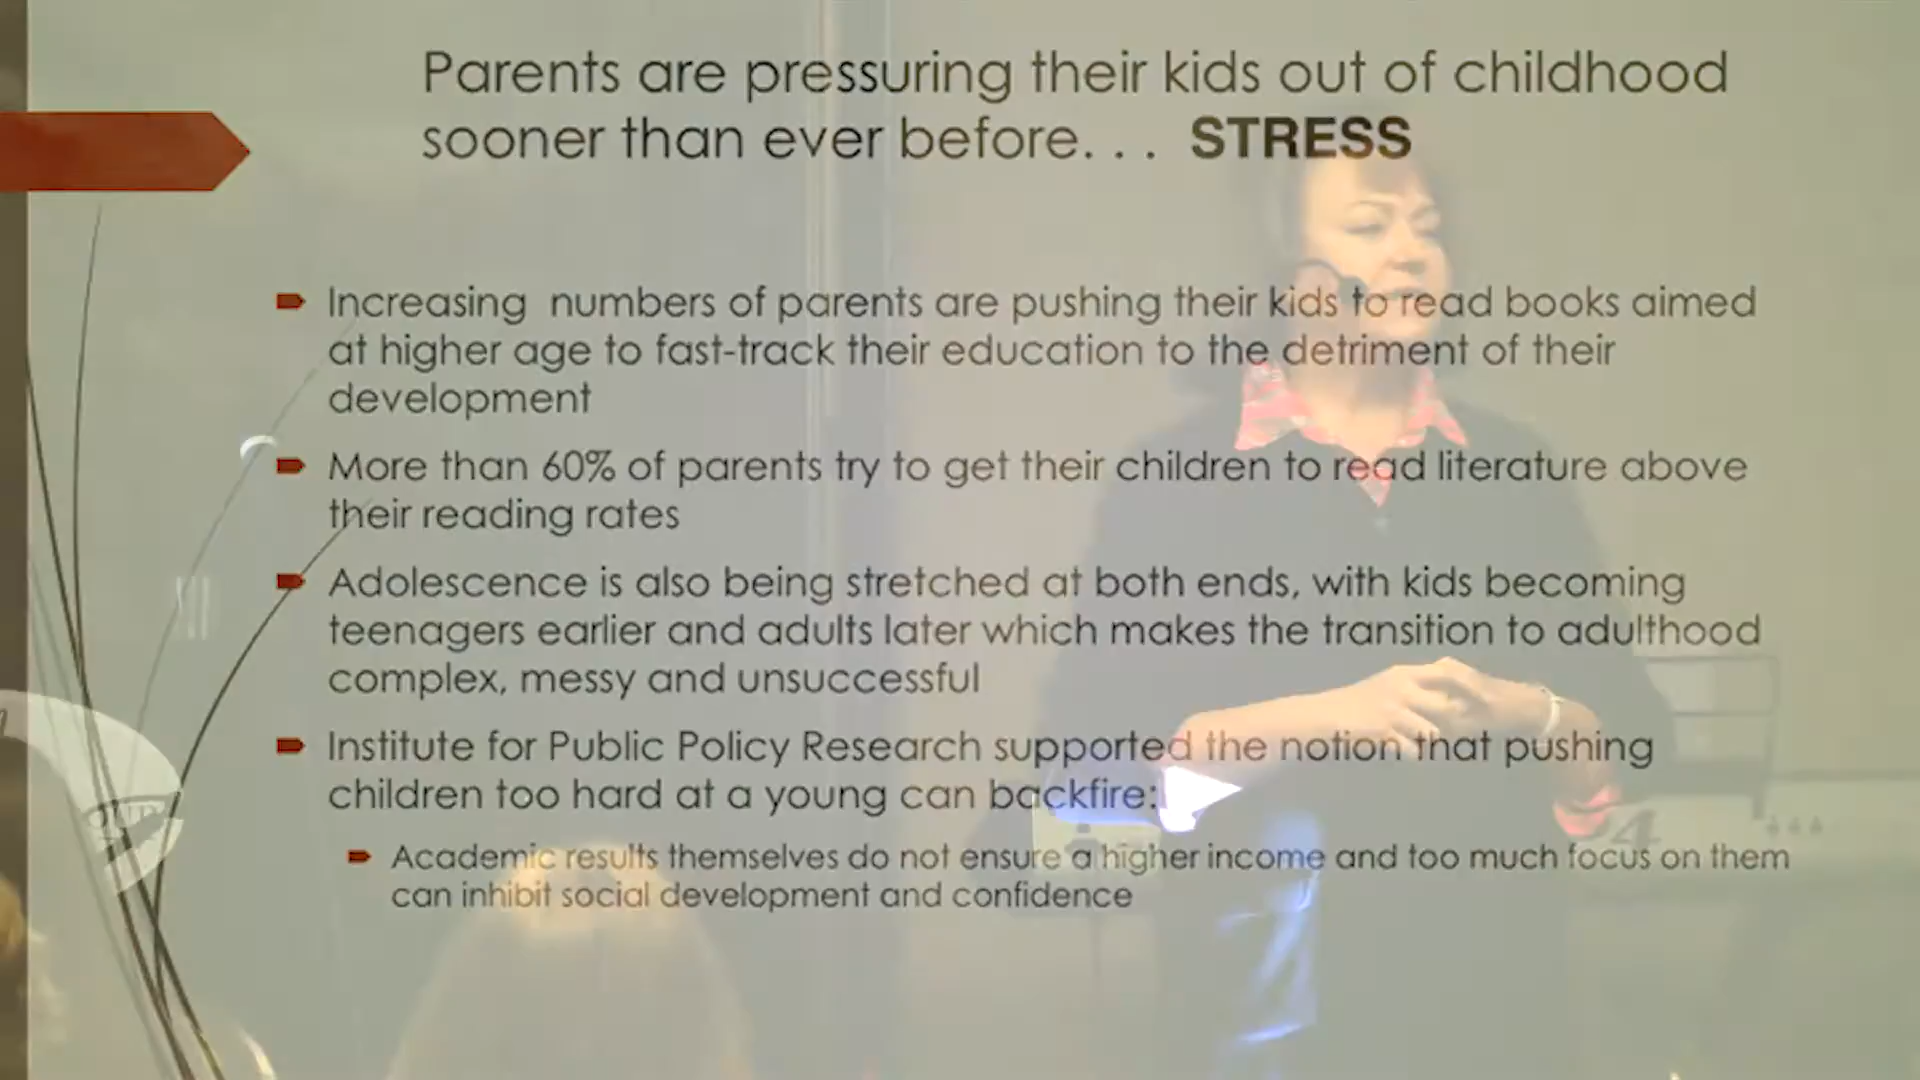 Parents are pressuring their kids out of childhood
sooner than ever before. . . STRESS
Increasing numbers of parents are pushing their kids to read books aimed
at higher age to fast-track their education to the detriment of their
development
More than 60% of parents try to get their children to read literature above
their reading rates
Adolescence is also being stretched at both ends, with kids becoming
teenagers earlier and adults later which makes the transition to adulthood
complex, messy and unsuccessful
Institute for Public Policy Research supported the notion that pushing
children too hard at a young can backfire:
Academic results themselves do not ensure a higher income and too much focus on them
can inhibit social development and confidence